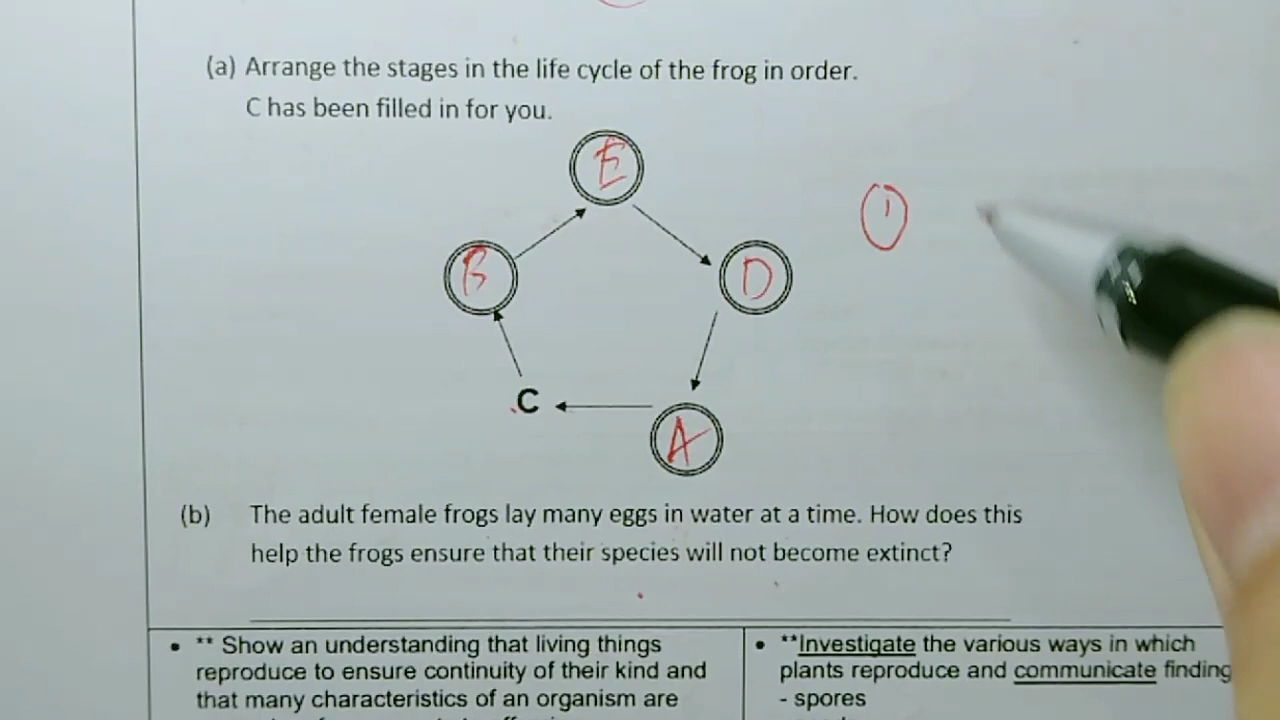 (a) Arrange the stages in the life cycle of the frog in order.
C has been filled in for you.
E
B
D
1
C
A
(b) The adult female frogs lay many eggs in water at a time. How does this
help the frogs ensure that their species will not become extinct?
• ** Show an understanding that living things
reproduce to ensure continuity of their kind and
that many characteristics of an organism are
• **Investigate the various ways in which
plants reproduce and communicate finding
- spores